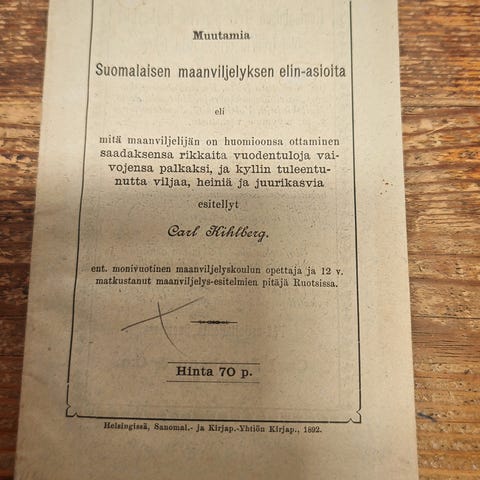 Muutamia
Suomalaisen maanviljelyksen elin-asioita
eli
mitä maanviljelijän on huomioonsa ottaminen
saadaksensa rikkaita vuodentuloja vai-
vojensa palkaksi, ja kyllin tuleentu-
nutta viljaa, heiniä ja juurikasvia
esitellyt
Carl Hihlberg.
ent. monivuotinen maanviljelyskoulun opettaja ja 12 v.
matkustanut maanviljelys-esitelmien pitäjä Ruotsissa.
Hinta 70 p.
Helsingissä, Sanomal.- ja Kirjap.-Yhtiön Kirjap., 1892.